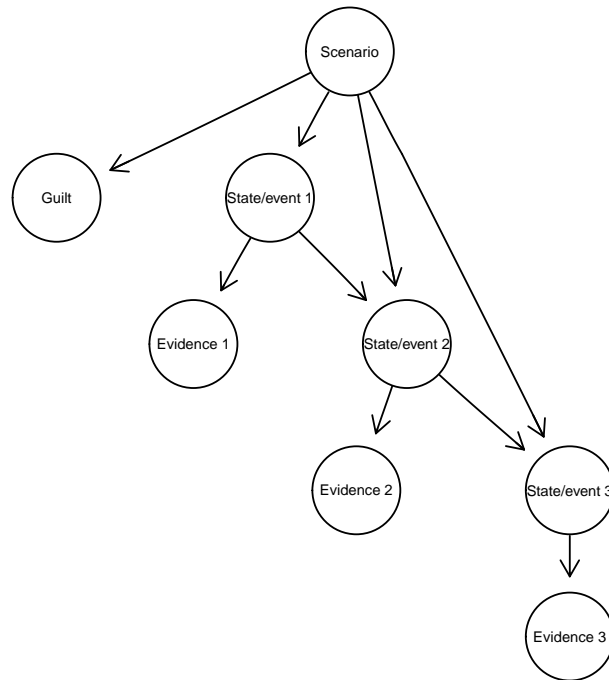 Scenario
Guilt
State/event 1
Evidence 1
State/event 2
Evidence 2
State/event 3
Evidence 3